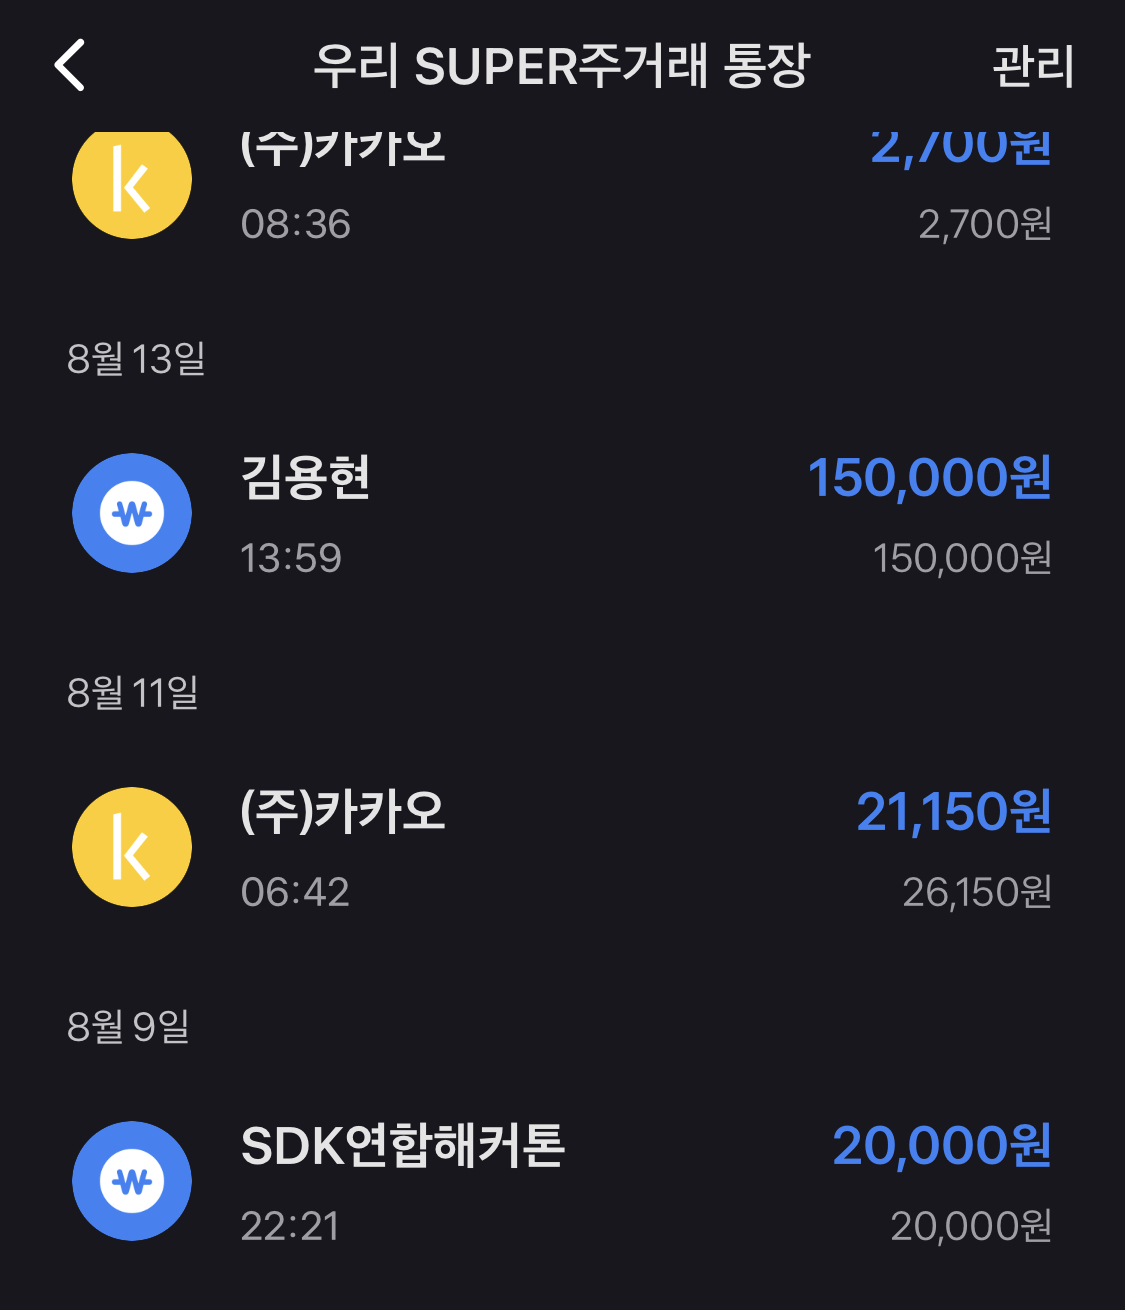 우리 SUPER주거래 통장
관리
(주)카카오
2,700원
08:36
2,700원
8월 13일
김용현
150,000원
13:59
150,000원
8월 11일
(주)카카오
21,150원
06:42
26,150원
8월 9일
SDK연합해커톤
20,000원
22:21
20,000원